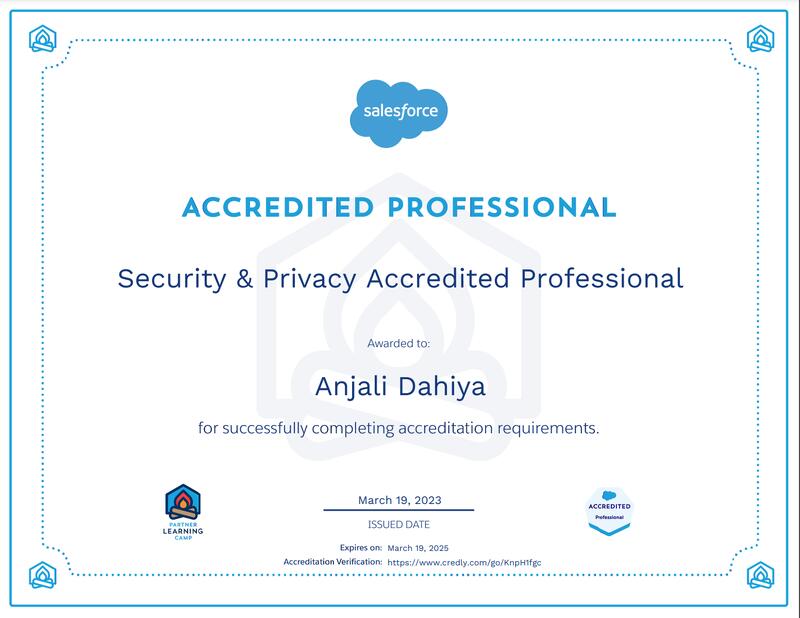 salesforce
ACCREDITED PROFESSIONAL
Security & Privacy Accredited Professional
Awarded to:
Anjali Dahiya
for successfully completing accreditation requirements.
PARTNER
LEARNING
CAMP
March 19, 2023
ISSUED DATE
Expires on: March 19, 2025
Accreditation Verification: https://www.credly.com/go/KnpH1fgc
ACCREDITED
Professional